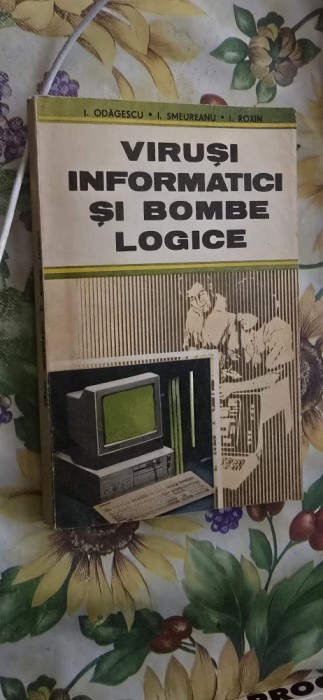 I. ODĂGESCU • I. SMEUREANU • I. ROXIN
VIRUȘI
INFORMATICI
ȘI BOMBE
LOGICE